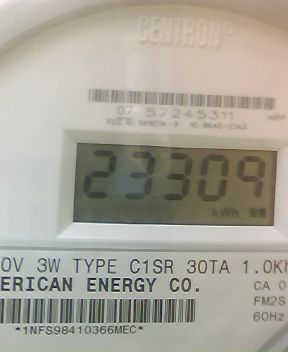 CENTRON®
07 57245311
23309
kWh
0V 3W TYPE C1SR 30TA 1.0Kh
ERICAN ENERGY CO.
CA 0
FM2S
60Hz
*1NFS98410366MEC*